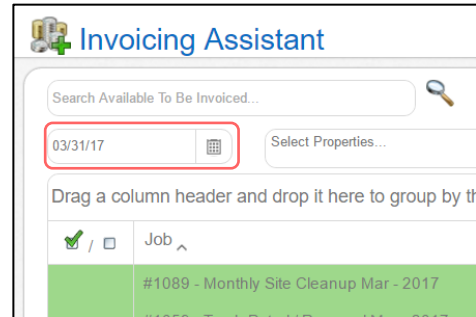 Invoicing Assistant
Search Available To Be Invoiced...
03/31/17 Select Properties...
Drag a column header and drop it here to group by
/ Job
#1089 - Monthly Site Cleanup Mar - 2017